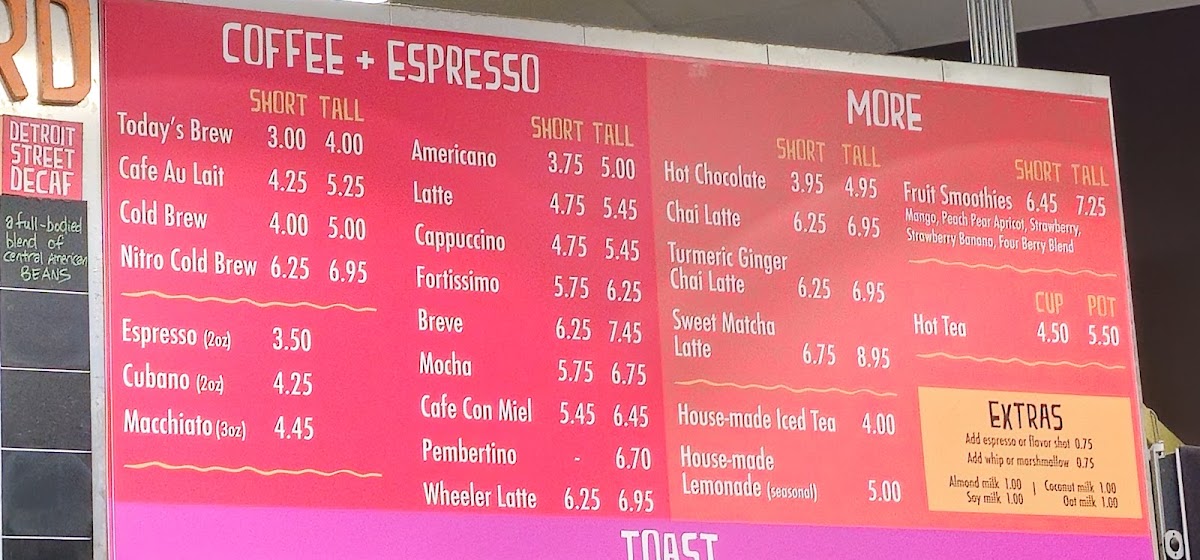 RD
DETROIT
STREET
DECAF
a full-bodied
blend of
central American
BEANS
COFFEE + ESPRESSO
SHORT TALL
Today's Brew 3.00 4.00
Cafe Au Lait 4.25 5.25
Cold Brew 4.00 5.00
Nitro Cold Brew 6.25 6.95
Espresso (2oz) 3.50
Cubano (2oz) 4.25
Macchiato (3oz) 4.45
SHORT TALL
Americano 3.75 5.00
Latte 4.75 5.45
Cappuccino 4.75 5.45
Fortissimo 5.75 6.25
Breve 6.25 7.45
Mocha 5.75 6.75
Cafe Con Miel 5.45 6.45
Pembertino - 6.70
Wheeler Latte 6.25 6.95
MORE
SHORT TALL
Hot Chocolate 3.95 4.95
Chai Latte 6.25 6.95
Turmeric Ginger
Chai Latte 6.25 6.95
Sweet Matcha
Latte 6.75 8.95
House-made Iced Tea 4.00
House-made
Lemonade (seasonal) 5.00
SHORT TALL
Fruit Smoothies 6.45 7.25
Mango, Peach Pear Apricot, Strawberry,
Strawberry Banana, Four Berry Blend
CUP POT
Hot Tea 4.50 5.50
EXTRAS
Add espresso or flavor shot 0.75
Add whip or marshmallow 0.75
Almond milk 1.00 | Coconut milk 1.00
Soy milk 1.00 | Oat milk 1.00
TOAST